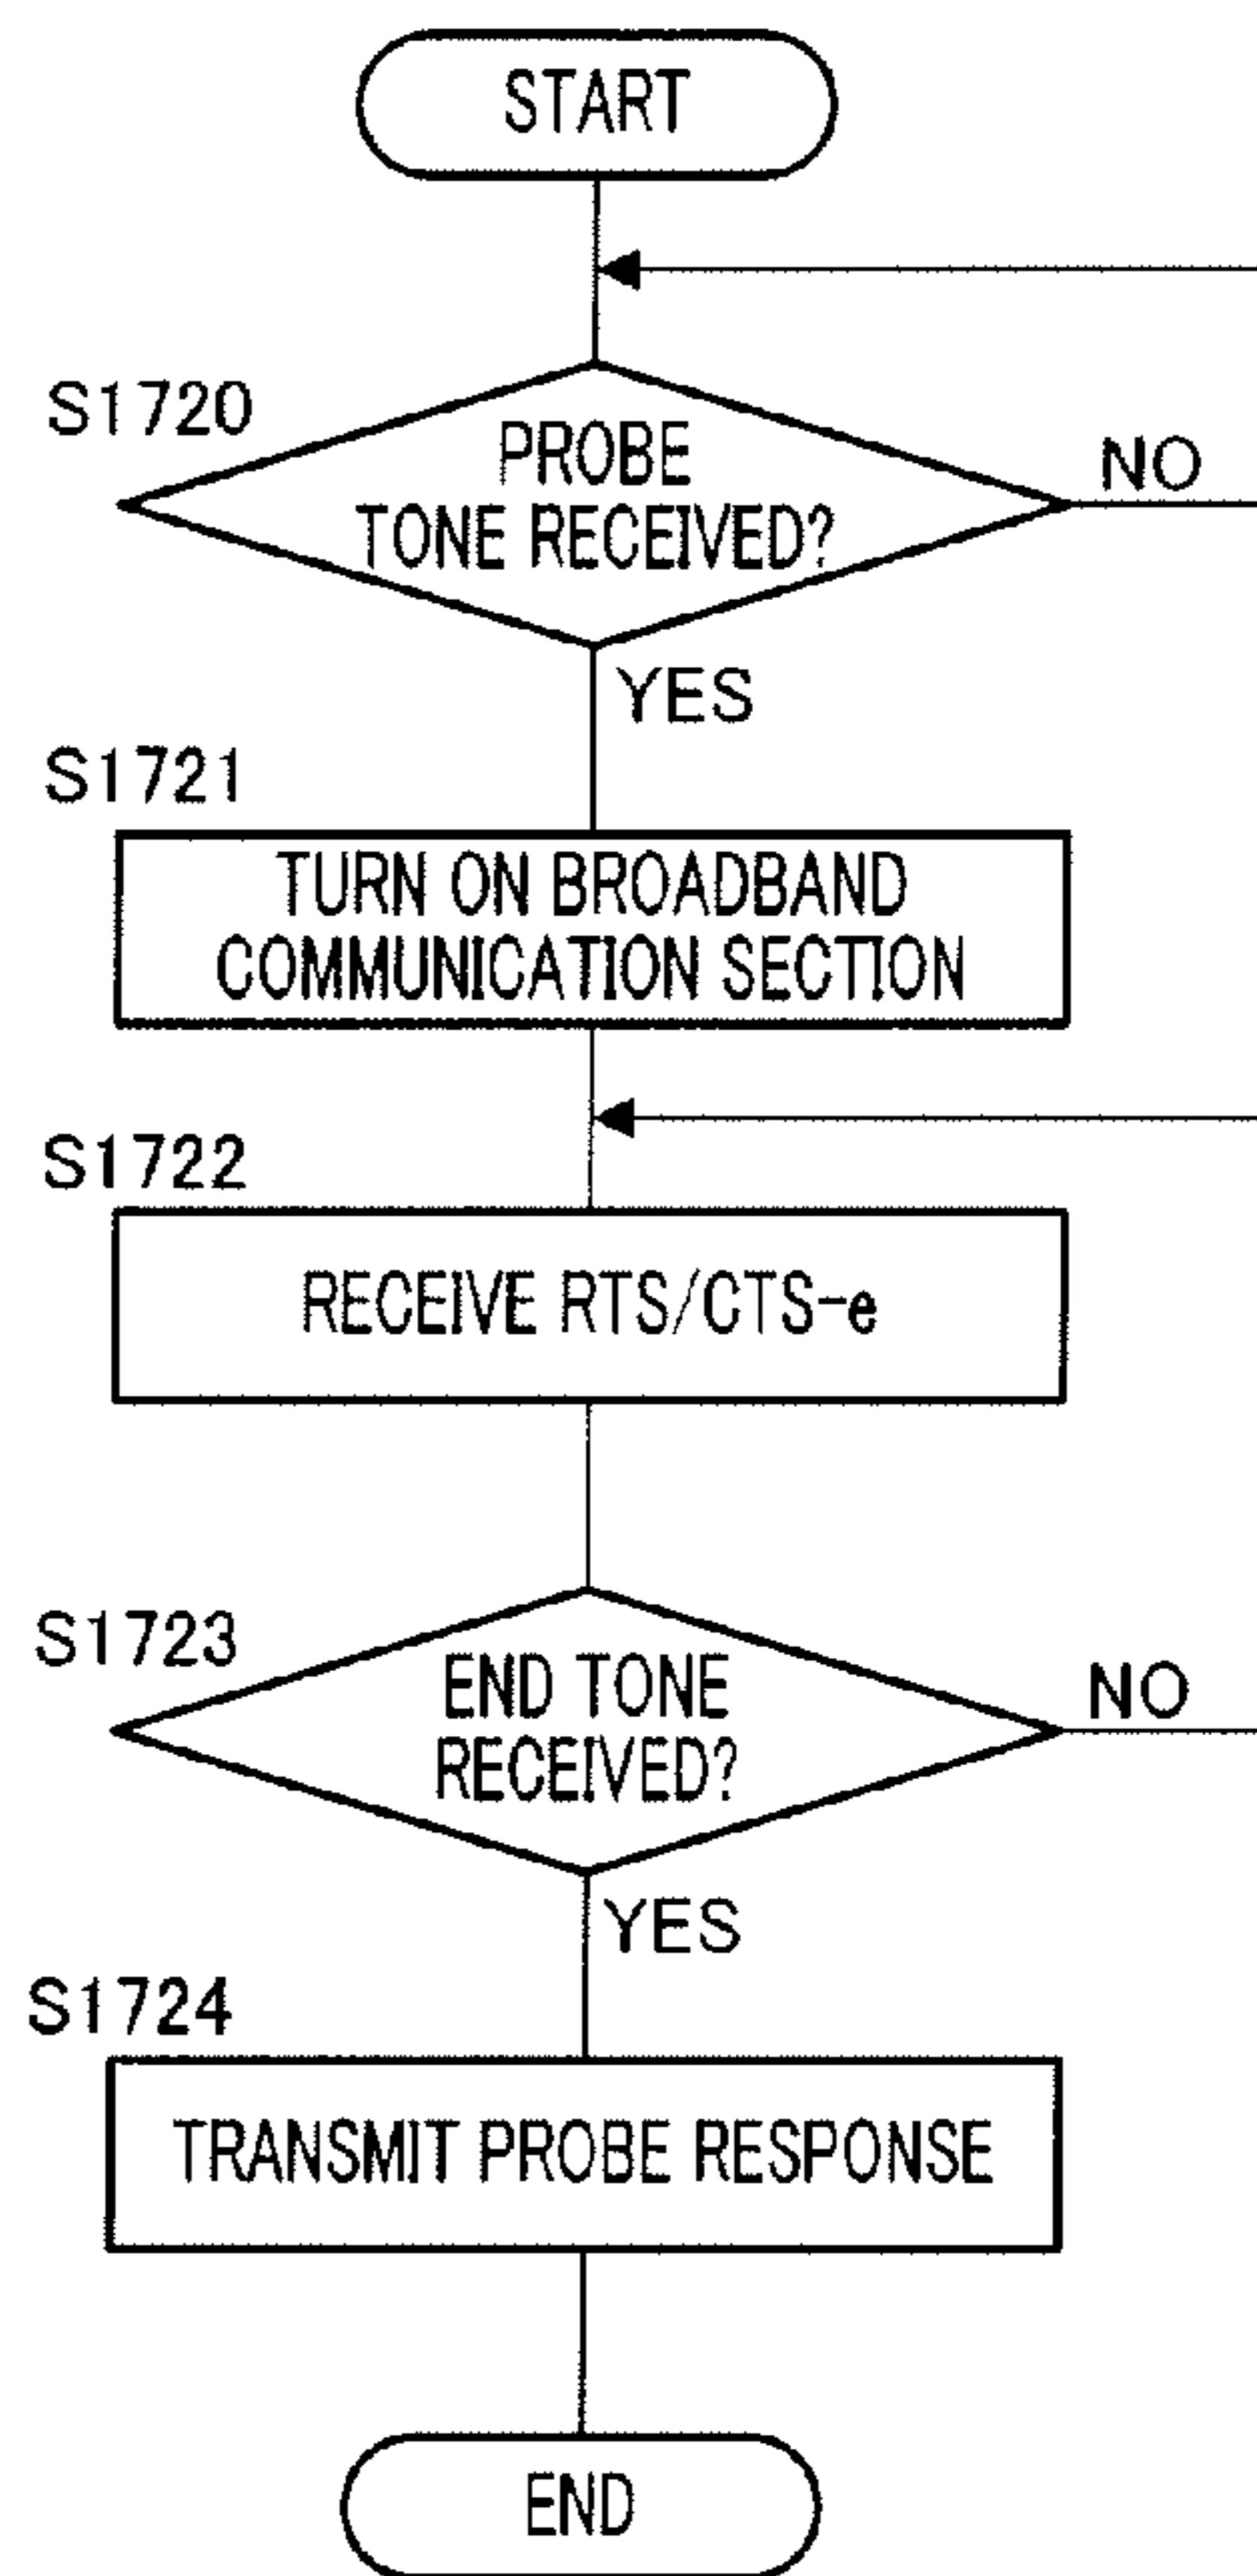 START
S1720
PROBE
TONE RECEIVED?
NO
YES
S1721
TURN ON BROADBAND
COMMUNICATION SECTION
S1722
RECEIVE RTS/CTS-e
S1723
END TONE
RECEIVED?
NO
YES
S1724
TRANSMIT PROBE RESPONSE
END